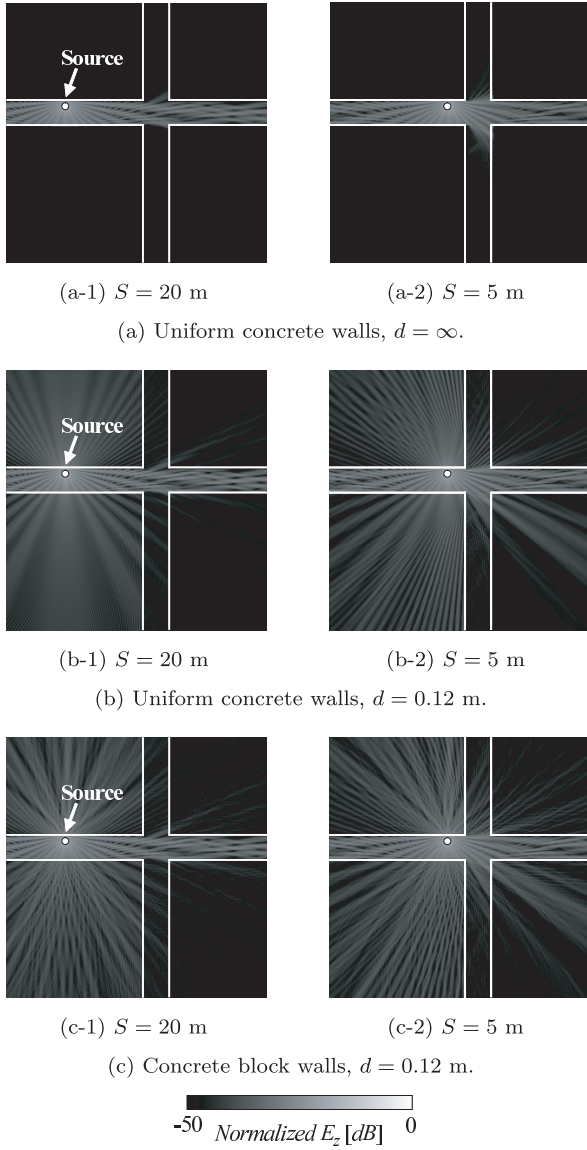 Source
(a-1) S = 20 m
(a-2) S = 5 m
(a) Uniform concrete walls, d = ∞.
Source
(b-1) S = 20 m
(b-2) S = 5 m
(b) Uniform concrete walls, d = 0.12 m.
Source
(c-1) S = 20 m
(c-2) S = 5 m
(c) Concrete block walls, d = 0.12 m.
-50 Normalized E_z [dB] 0